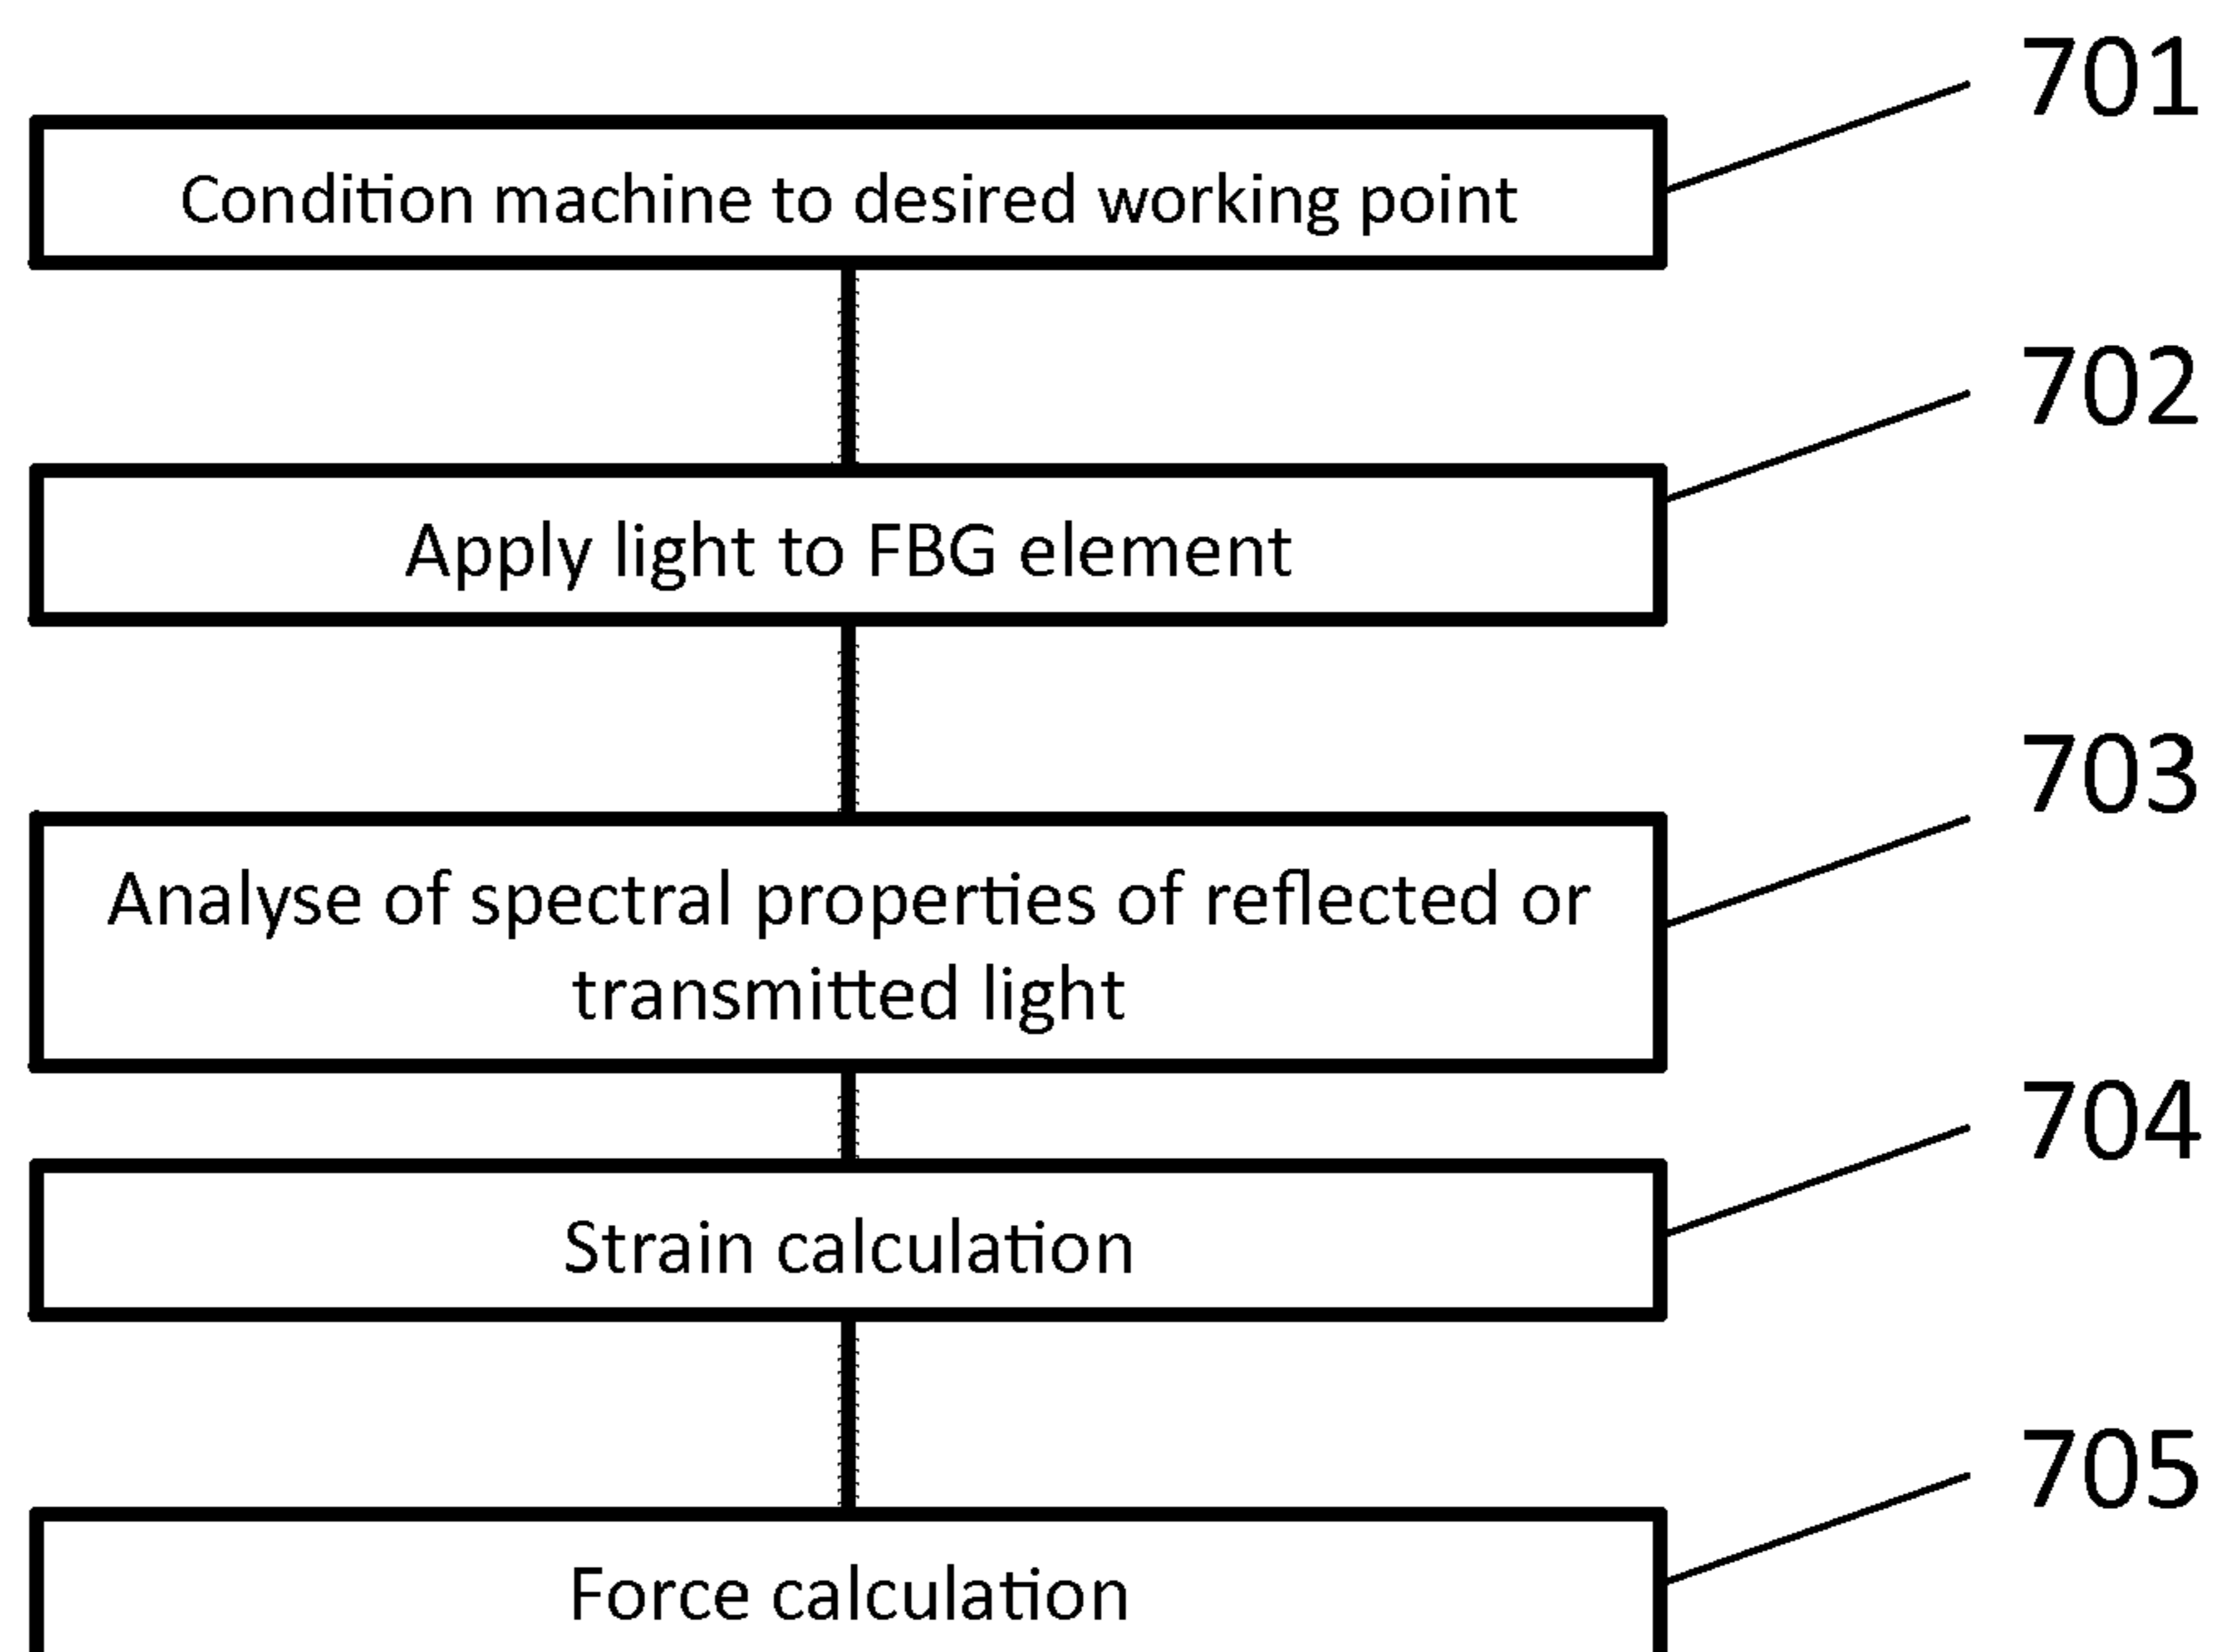 701
Condition machine to desired working point
702
Apply light to FBG element
703
Analyse of spectral properties of reflected or
transmitted light
704
Strain calculation
705
Force calculation